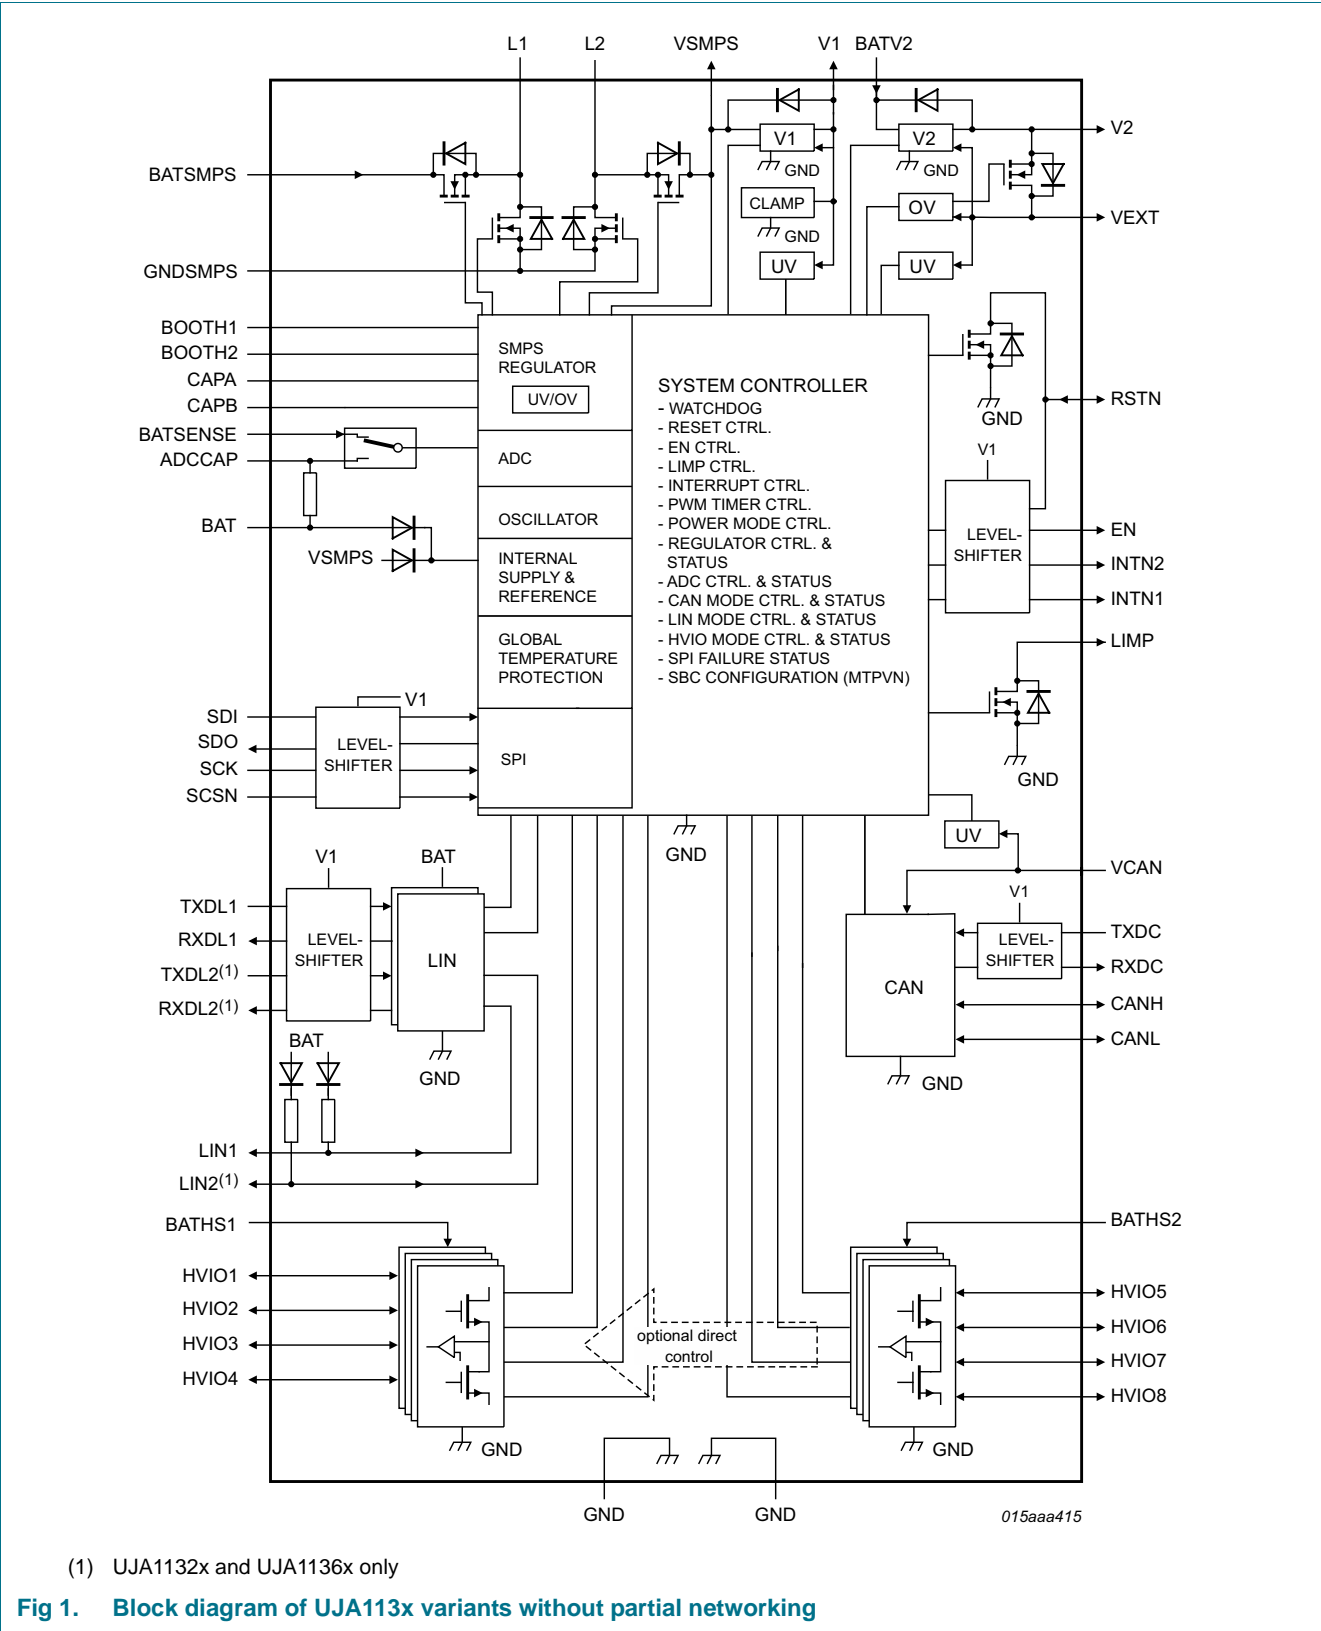 L1 L2 VSMPS V1 BATV2
V1
GND
V2
GND
V2
BATSMPS
CLAMP
GND
OV
VEXT
UV
UV
GNDSMPS
BOOTH1
BOOTH2
CAPA
CAPB
BATSENSE
ADCCAP
BAT
VSMPS
SMPS
REGULATOR
UV/OV
ADC
OSCILLATOR
INTERNAL
SUPPLY &
REFERENCE
GLOBAL
TEMPERATURE
PROTECTION
SPI
SYSTEM CONTROLLER
- WATCHDOG
- RESET CTRL.
- EN CTRL.
- LIMP CTRL.
- INTERRUPT CTRL.
- PWM TIMER CTRL.
- POWER MODE CTRL.
- REGULATOR CTRL. &
STATUS
- ADC CTRL. & STATUS
- CAN MODE CTRL. & STATUS
- LIN MODE CTRL. & STATUS
- HVIO MODE CTRL. & STATUS
- SPI FAILURE STATUS
- SBC CONFIGURATION (MTPVN)
GND
RSTN
V1
LEVEL-
SHIFTER
EN
INTN2
INTN1
LIMP
GND
SDI
SDO
SCK
SCSN
V1
LEVEL-
SHIFTER
GND
UV
VCAN
V1
LEVEL-
SHIFTER
TXDC
RXDC
CANH
CANL
CAN
GND
V1
BAT
TXDL1
RXDL1
TXDL2(1)
RXDL2(1)
LEVEL-
SHIFTER
LIN
GND
BAT
LIN1
LIN2(1)
BATHS1
HVIO1
HVIO2
HVIO3
HVIO4
GND
optional direct
control
BATHS2
HVIO5
HVIO6
HVIO7
HVIO8
GND
GND GND
015aaa415
(1) UJA1132x and UJA1136x only
Fig 1. Block diagram of UJA113x variants without partial networking